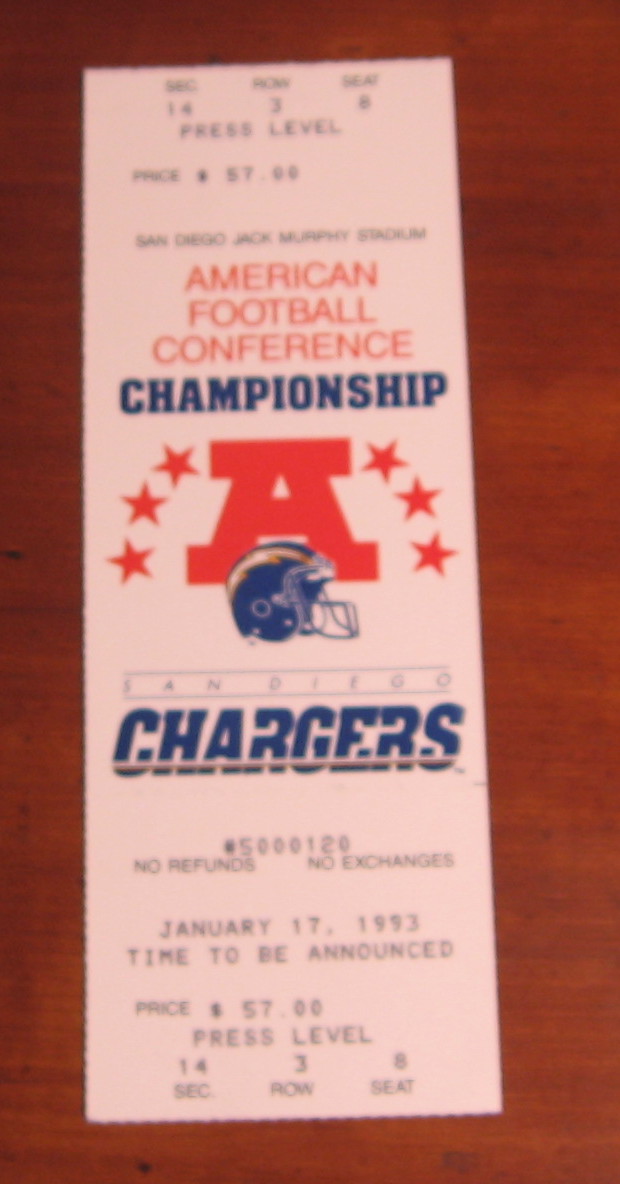 SEC. ROW SEAT
14 3 8
PRESS LEVEL
PRICE $ 57.00
SAN DIEGO JACK MURPHY STADIUM
AMERICAN
FOOTBALL
CONFERENCE
CHAMPIONSHIP
A
SAN DIEGO
CHARGERS
#5000120
NO REFUNDS NO EXCHANGES
JANUARY 17, 1993
TIME TO BE ANNOUNCED
PRICE $ 57.00
PRESS LEVEL
14 3 8
SEC. ROW SEAT